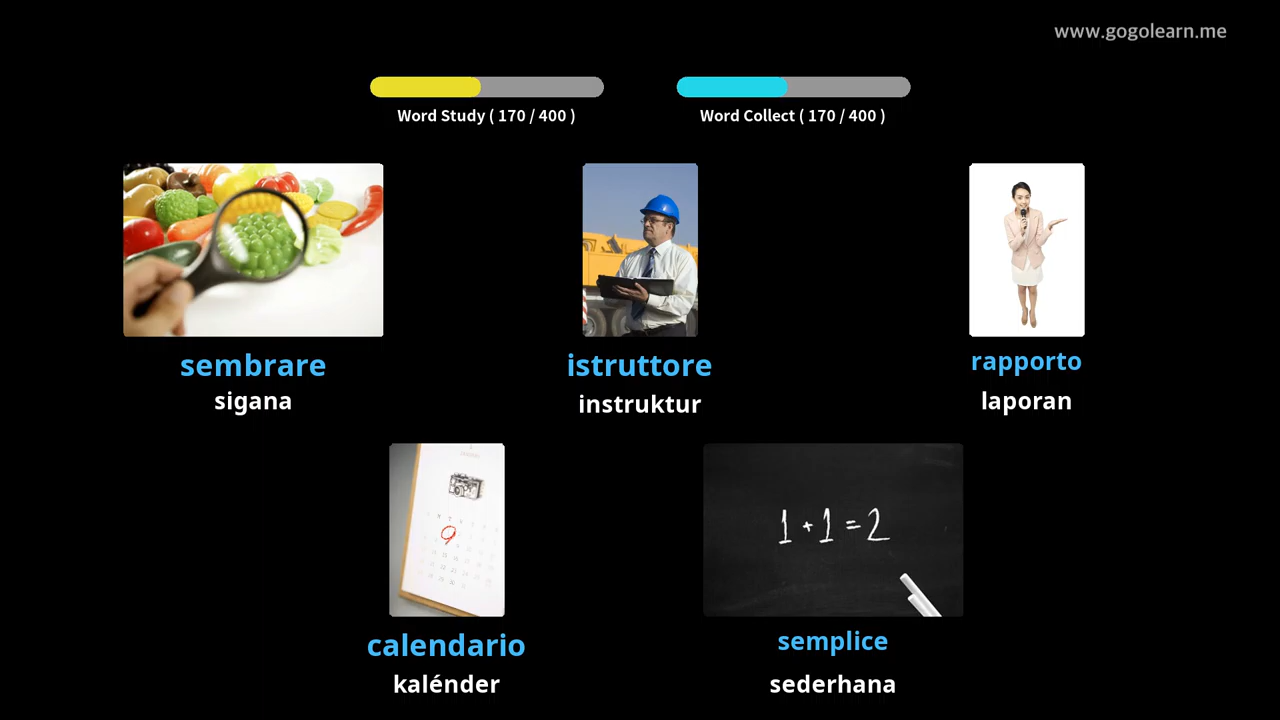 www.gogolearn.me
Word Study ( 170 / 400 )
Word Collect ( 170 / 400 )
sembrare
sigana
istruttore
instruktur
rapporto
laporan
1 + 1 = 2
calendario
kalénder
semplice
sederhana